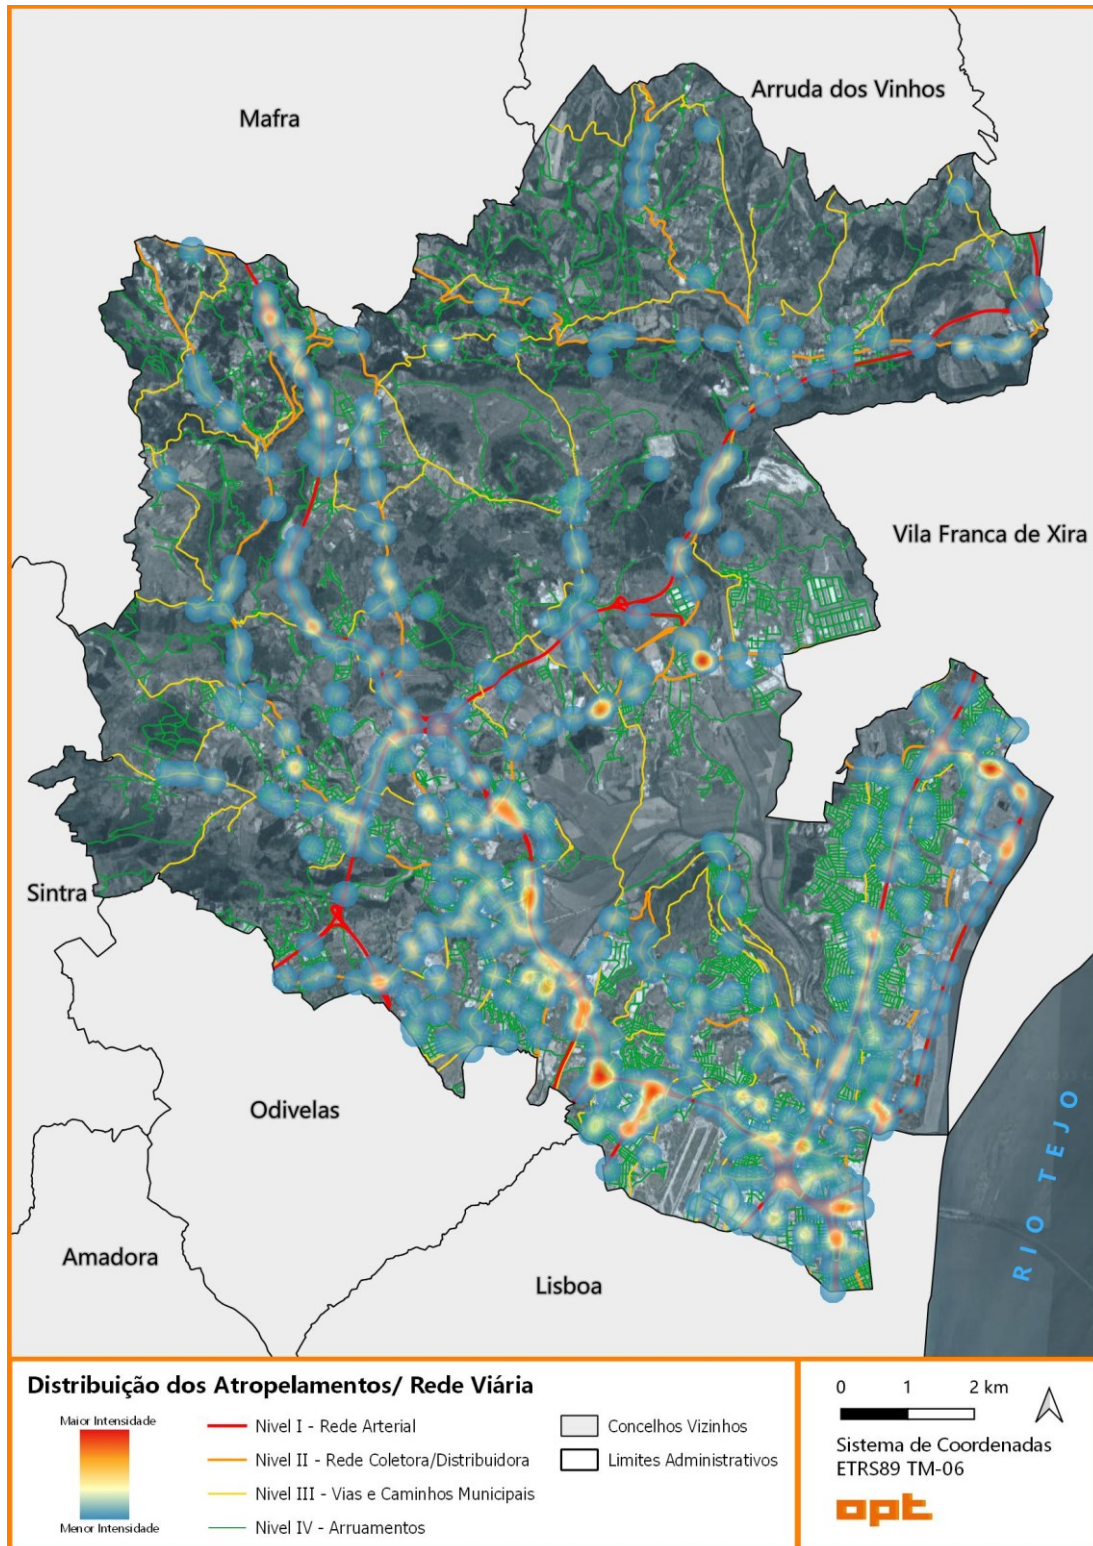 Arruda dos Vinhos
Mafra
Vila Franca de Xira
Sintra
Odivelas
RIO TEJO
Amadora
Lisboa
Distribuição dos Atropelamentos/ Rede Viária
Maior Intensidade
Menor Intensidade
Nivel I - Rede Arterial
Nivel II - Rede Coletora/Distribuidora
Nivel III - Vias e Caminhos Municipais
Nivel IV - Arruamentos
Concelhos Vizinhos
Limites Administrativos
0 1 2 km
Sistema de Coordenadas
ETRS89 TM-06
opt